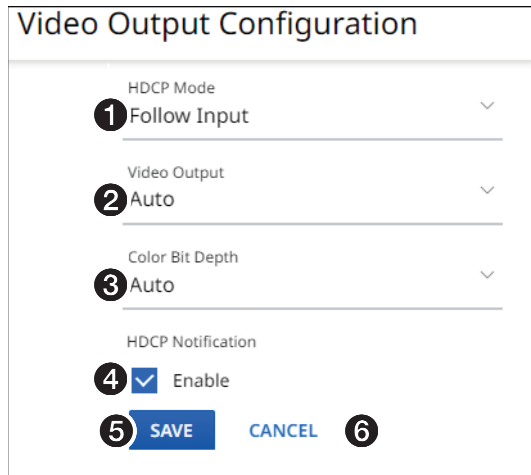 Video Output Configuration
HDCP Mode
1 Follow Input
Video Output
2 Auto
Color Bit Depth
3 Auto
HDCP Notification
4 Enable
5 SAVE CANCEL 6